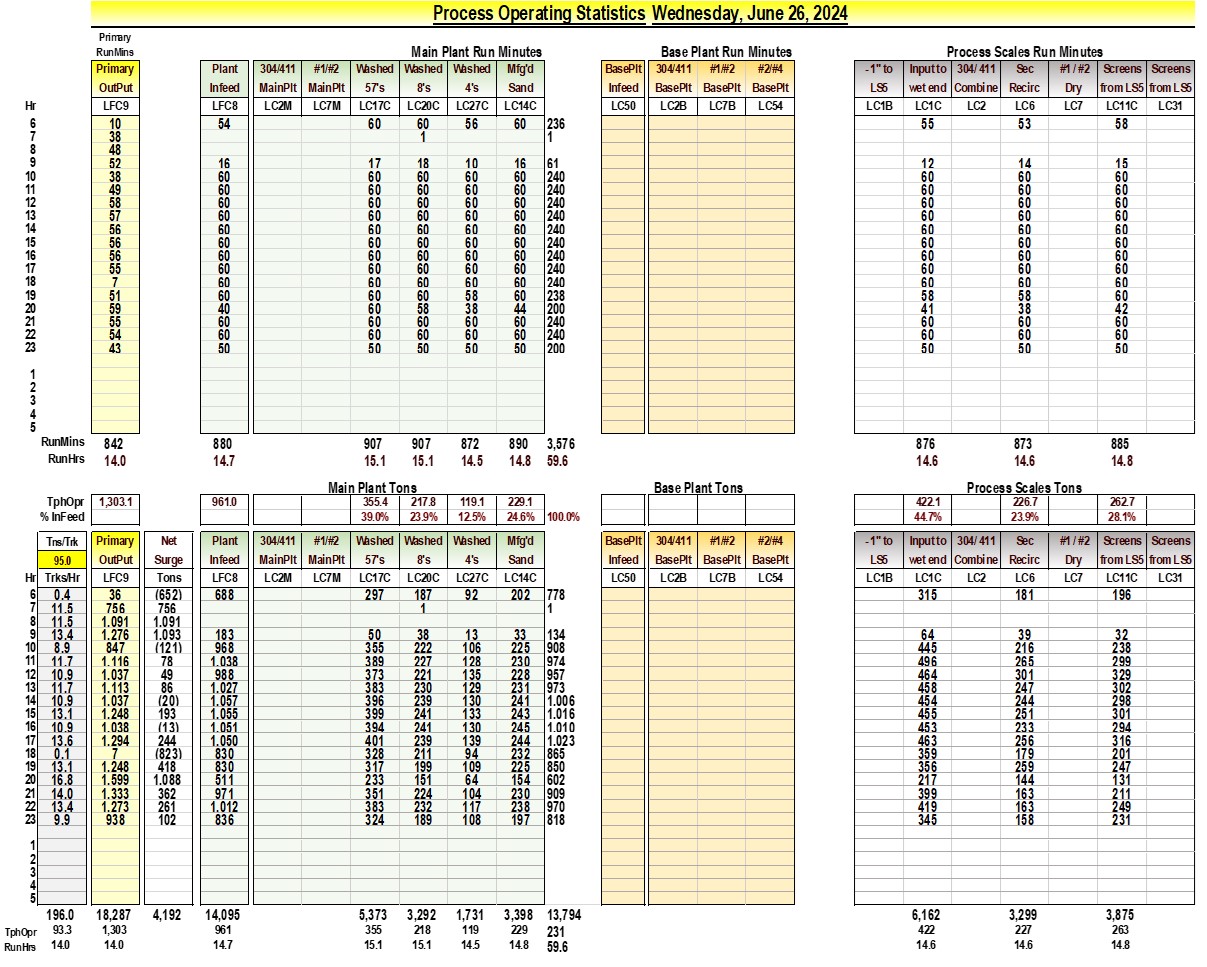 Process Operating Statistics Wednesday, June 26, 2024
Primary
RunMins Main Plant Run Minutes Base Plant Run Minutes Process Scales Run Minutes
Primary Plant 304/411 #1/#2 Washed Washed Washed Mfg'd BasePlt 304/411 #1/#2 #2/#4 -1" to Input to 304/ 411 Sec #1 / #2 Screens Screens
OutPut Infeed MainPlt MainPlt 57's 8's 4's Sand Infeed BasePlt BasePlt BasePlt LS5 wet end Combine Recirc Dry from LS5 from LS5
Hr LFC9 LFC8 LC2M LC7M LC17C LC20C LC27C LC14C LC50 LC2B LC7B LC54 LC1B LC1C LC2 LC6 LC7 LC11C LC31
6 10 54 60 60 56 60 236 55 53 58
7 38 1 1
8 48
9 52 16 17 18 10 16 61 12 14 15
10 38 60 60 60 60 60 240 60 60 60
11 49 60 60 60 60 60 240 60 60 60
12 58 60 60 60 60 60 240 60 60 60
13 57 60 60 60 60 60 240 60 60 60
14 56 60 60 60 60 60 240 60 60 60
15 56 60 60 60 60 60 240 60 60 60
16 56 60 60 60 60 60 240 60 60 60
17 55 60 60 60 60 60 240 60 60 60
18 7 60 60 60 60 60 240 60 60 60
19 51 60 60 60 58 60 238 58 58 60
20 59 40 60 58 38 44 200 41 38 42
21 55 60 60 60 60 60 240 60 60 60
22 54 60 60 60 60 60 240 60 60 60
23 43 50 50 50 50 50 200 50 50 50
1
2
3
4
5
RunMins 842 880 907 907 872 890 3,576 876 873 885
RunHrs 14.0 14.7 15.1 15.1 14.5 14.8 59.6 14.6 14.6 14.8
Main Plant Tons Base Plant Tons Process Scales Tons
TphOpr 1,303.1 961.0 355.4 217.8 119.1 229.1 422.1 226.7 262.7
% InFeed 39.0% 23.9% 12.5% 24.6% 100.0% 44.7% 23.9% 28.1%
Tns/Trk Primary Net Plant 304/411 #1/#2 Washed Washed Washed Mfg'd BasePlt 304/411 #1/#2 #2/#4 -1" to Input to 304/ 411 Sec #1 / #2 Screens Screens
95.0 OutPut Surge Infeed MainPlt MainPlt 57's 8's 4's Sand Infeed BasePlt BasePlt BasePlt LS5 wet end Combine Recirc Dry from LS5 from LS5
Hr Trks/Hr LFC9 Tons LFC8 LC2M LC7M LC17C LC20C LC27C LC14C LC50 LC2B LC7B LC54 LC1B LC1C LC2 LC6 LC7 LC11C LC31
6 0.4 36 (652) 688 297 187 92 202 778 315 181 196
7 11.5 756 756 1 1
8 11.5 1,091 1,091
9 13.4 1,276 1,093 183 50 38 13 33 134 64 39 32
10 8.9 847 (121) 968 355 222 106 225 908 445 216 238
11 11.7 1,116 78 1,038 389 227 128 230 974 496 265 299
12 10.9 1,037 49 988 373 221 135 228 957 464 301 329
13 11.7 1,113 86 1,027 383 230 129 231 973 458 247 302
14 10.9 1,037 (20) 1,057 396 239 130 241 1,006 454 244 298
15 13.1 1,248 193 1,055 399 241 133 243 1,016 455 251 301
16 10.9 1,038 (13) 1,051 394 241 130 245 1,010 453 233 294
17 13.6 1,294 244 1,050 401 239 139 244 1,023 463 256 316
18 0.1 7 (823) 830 328 211 94 232 865 359 179 201
19 13.1 1,248 418 830 317 199 109 225 850 356 259 247
20 16.8 1,599 1,088 511 233 151 64 154 602 217 144 131
21 14.0 1,333 362 971 351 224 104 230 909 399 163 211
22 13.4 1,273 261 1,012 383 232 117 238 970 419 163 249
23 9.9 938 102 836 324 189 108 197 818 345 158 231
1
2
3
4
5
196.0 18,287 4,192 14,095 5,373 3,292 1,731 3,398 13,794 6,162 3,299 3,875
TphOpr 93.3 1,303 961 355 218 119 229 231 422 227 263
RunHrs 14.0 14.0 14.7 15.1 15.1 14.5 14.8 59.6 14.6 14.6 14.8